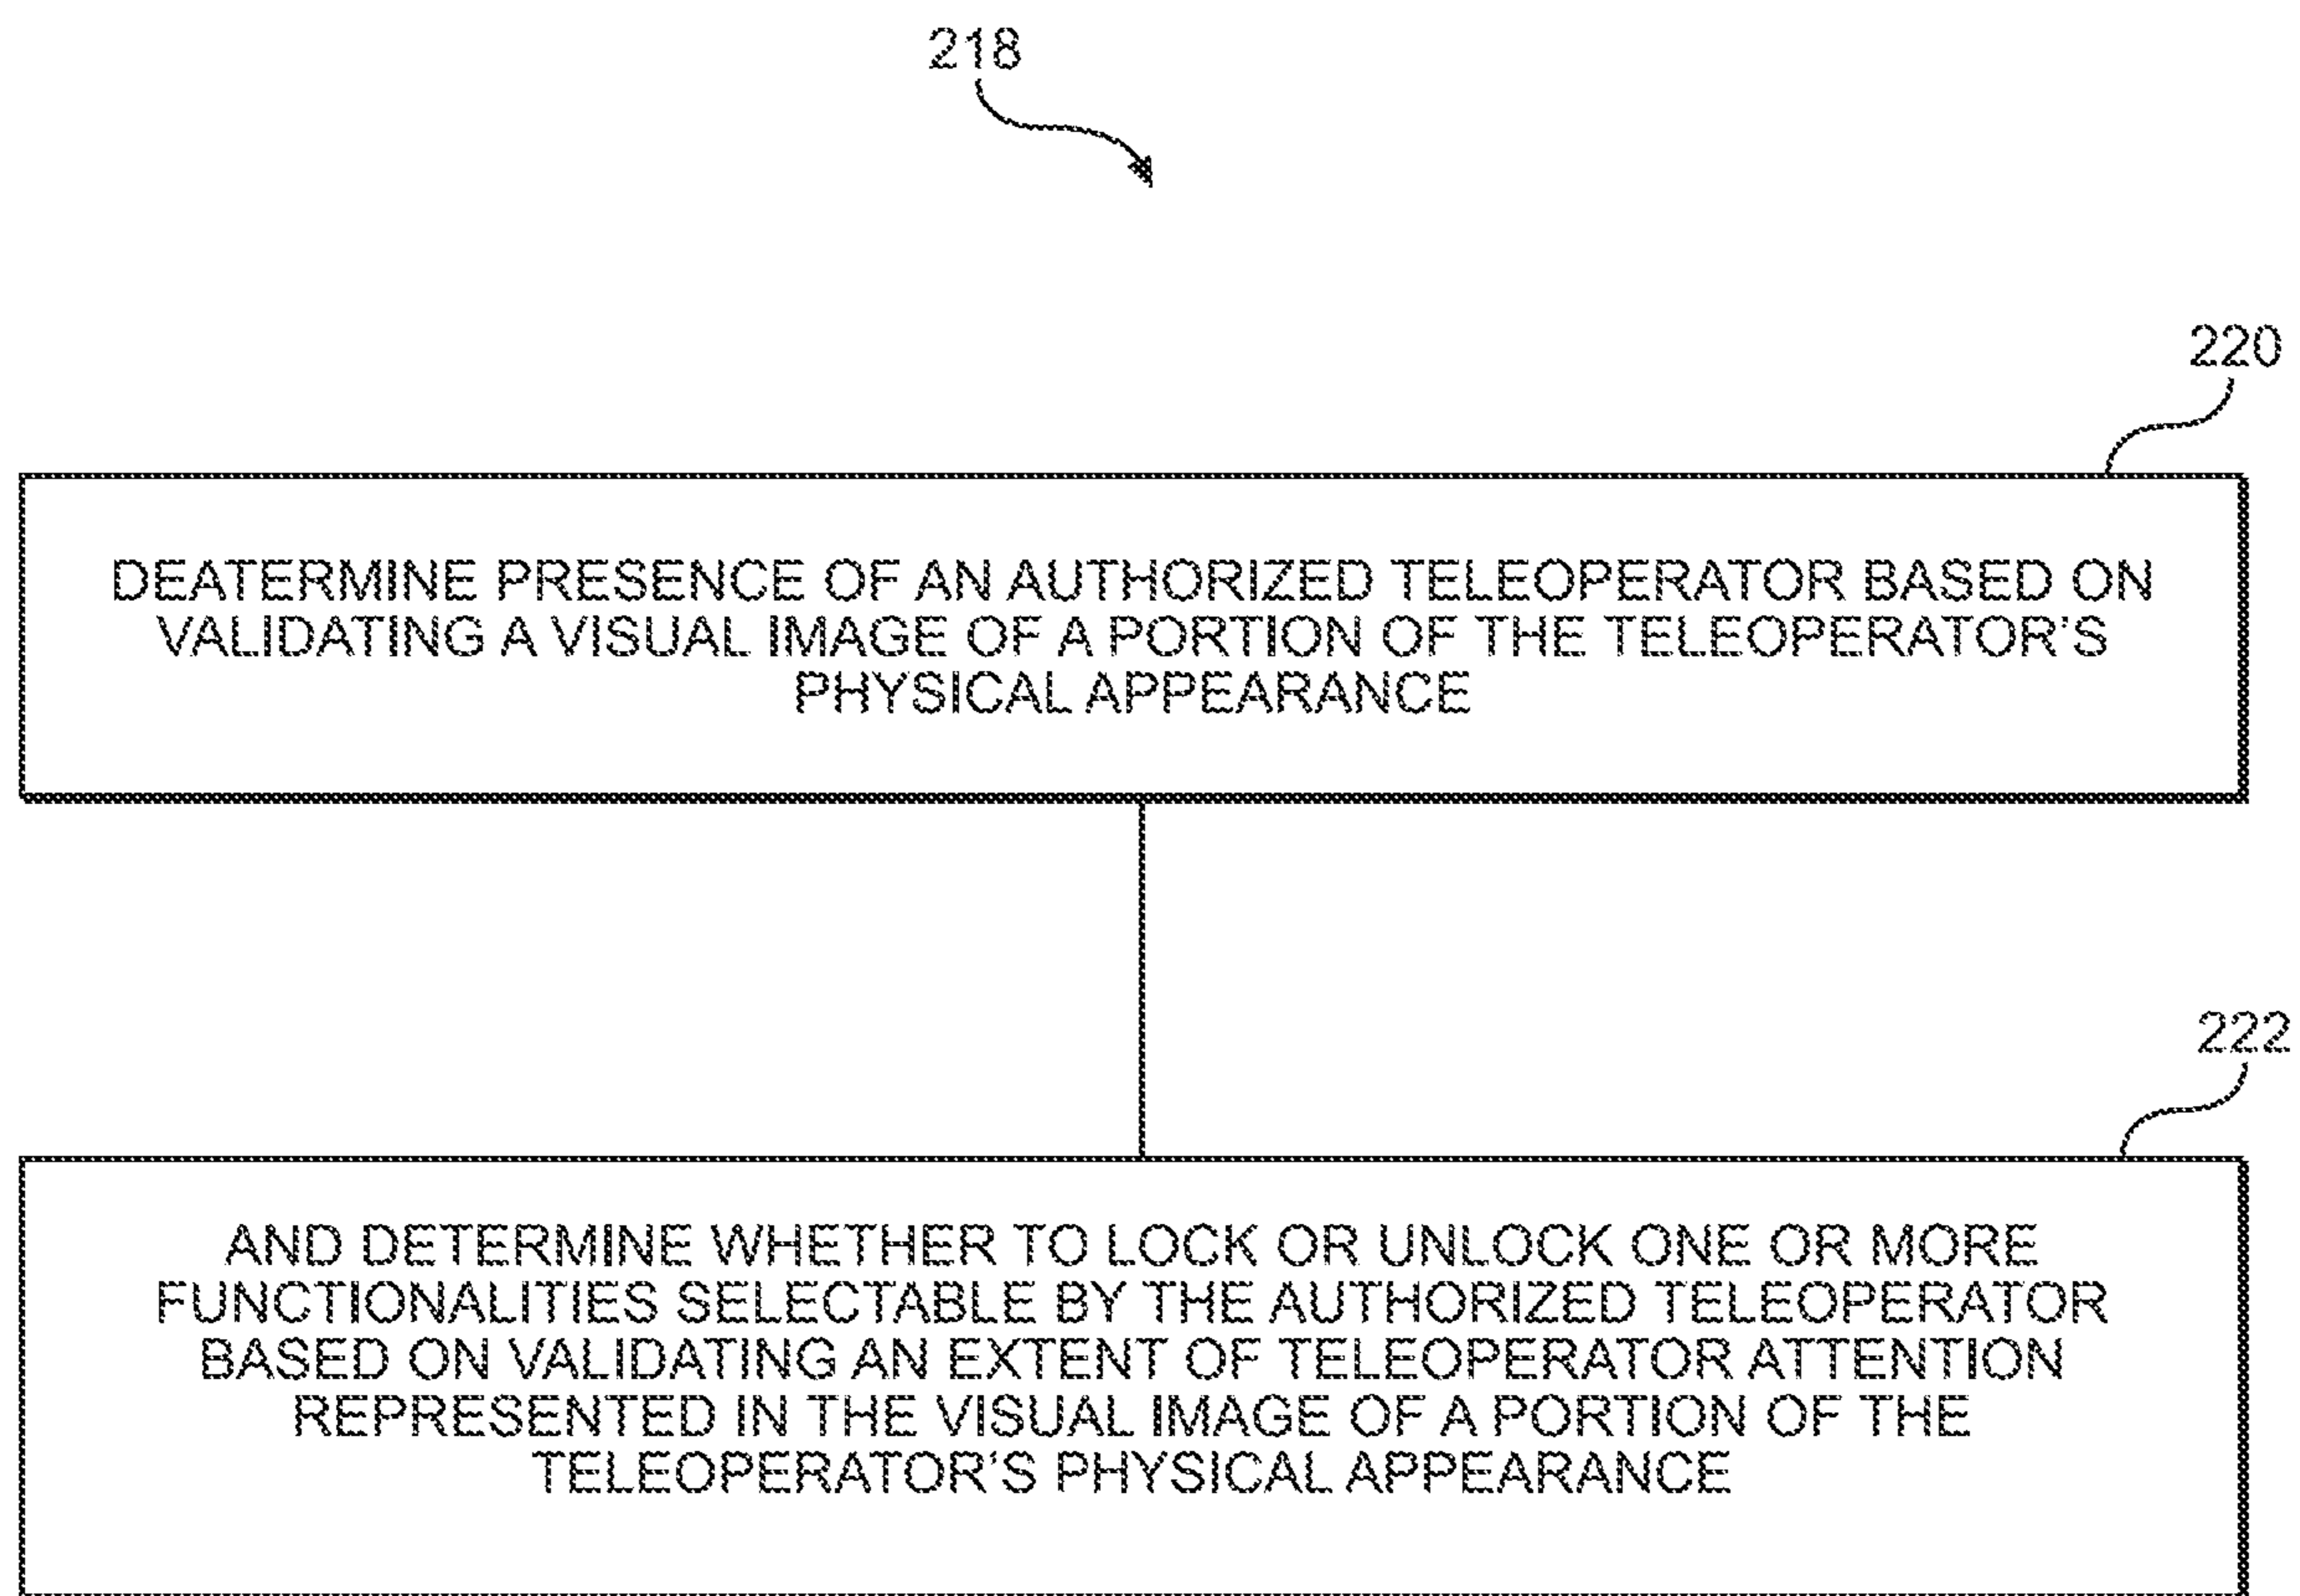 218
220
DEATERMINE PRESENCE OF AN AUTHORIZED TELEOPERATOR BASED ON
VALIDATING A VISUAL IMAGE OF A PORTION OF THE TELEOPERATOR'S
PHYSICAL APPEARANCE
222
AND DETERMINE WHETHER TO LOCK OR UNLOCK ONE OR MORE
FUNCTIONALITIES SELECTABLE BY THE AUTHORIZED TELEOPERATOR
BASED ON VALIDATING AN EXTENT OF TELEOPERATOR ATTENTION
REPRESENTED IN THE VISUAL IMAGE OF A PORTION OF THE
TELEOPERATOR'S PHYSICAL APPEARANCE